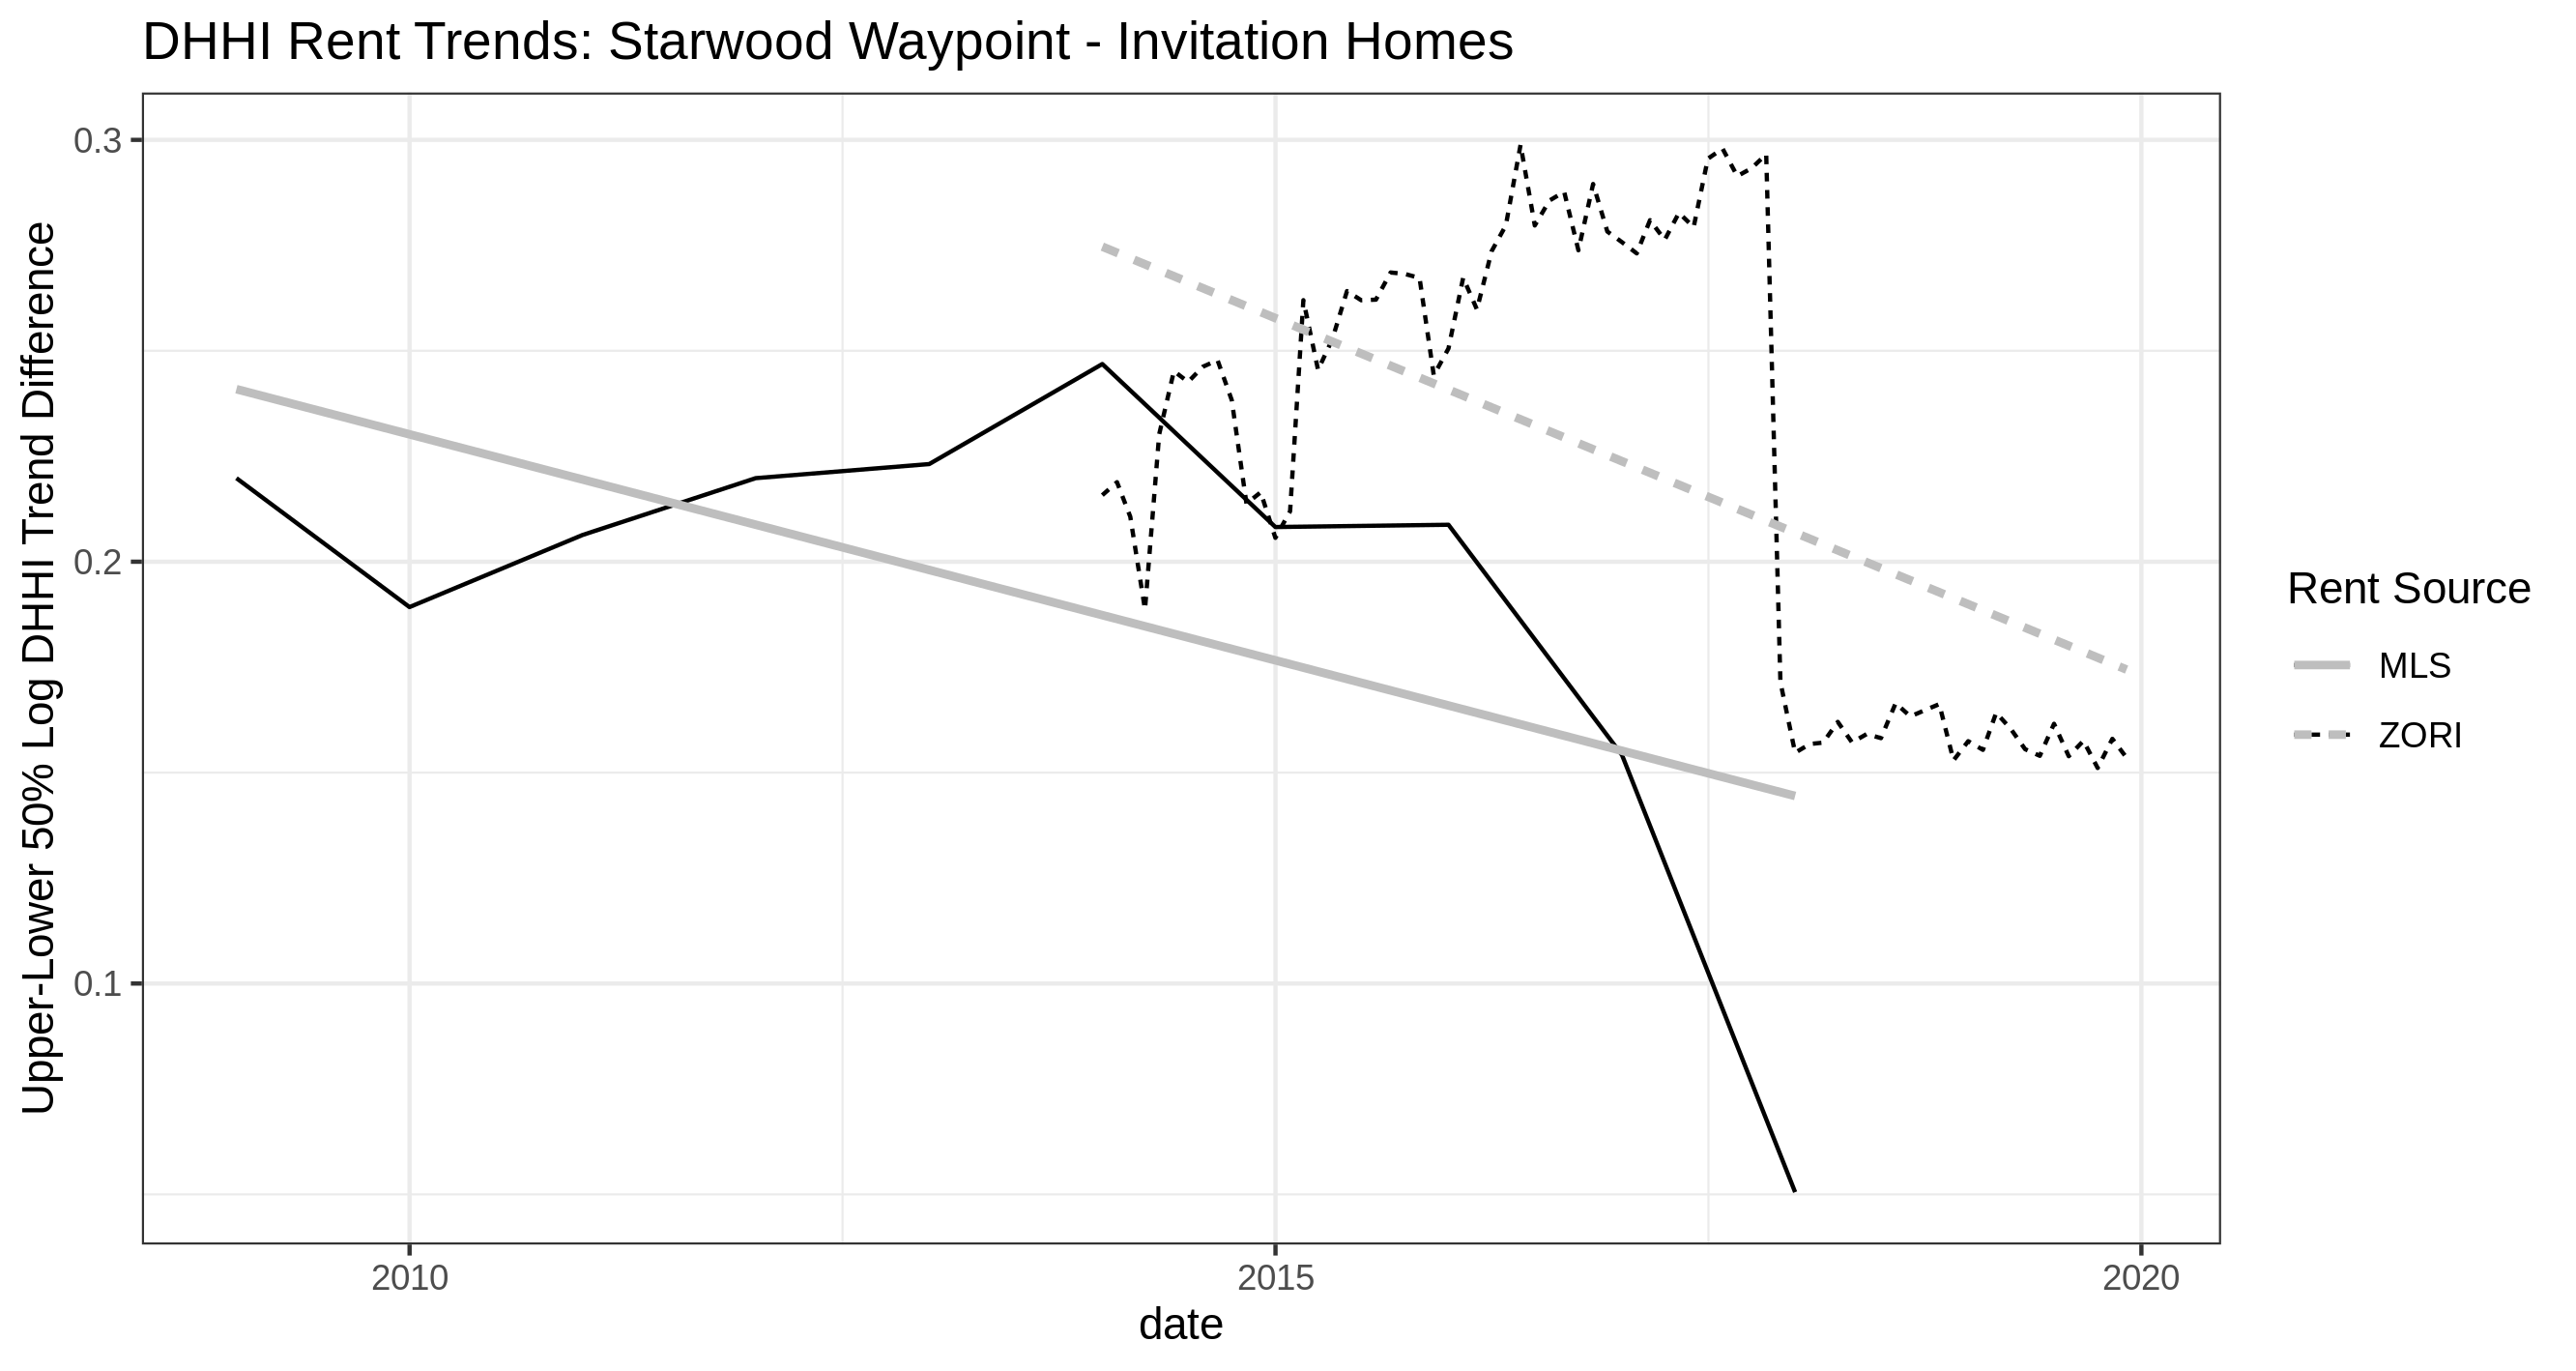 DHHI Rent Trends: Starwood Waypoint - Invitation Homes
Upper-Lower 50% Log DHHI Trend Difference
0.3
0.2
0.1
2010
2015
2020
date
Rent Source
MLS
ZORI